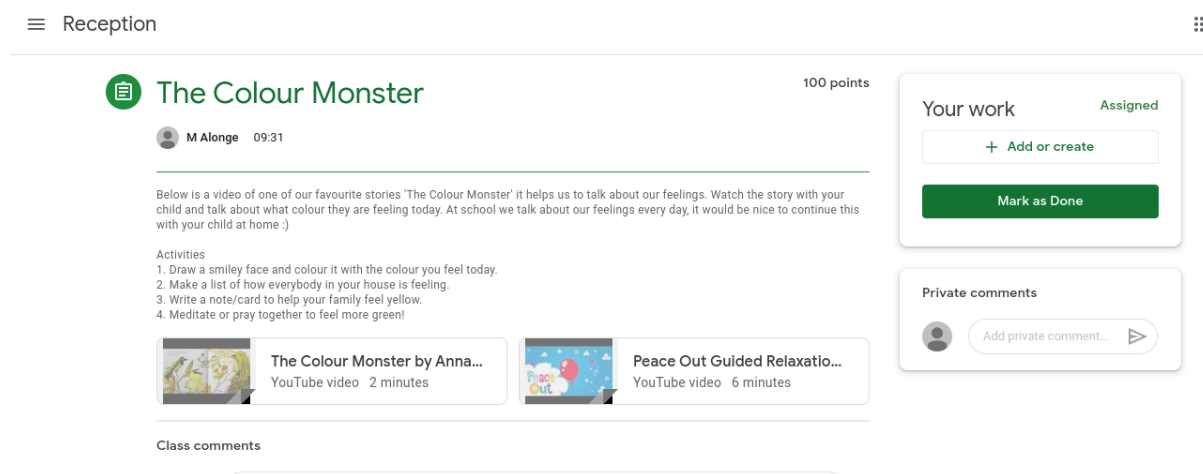 Reception
The Colour Monster
100 points
M Alonge 09:31
Below is a video of one of our favourite stories 'The Colour Monster' it helps us to talk about our feelings. Watch the story with your
child and talk about what colour they are feeling today. At school we talk about our feelings every day, it would be nice to continue this
with your child at home :)
Activities
1. Draw a smiley face and colour it with the colour you feel today.
2. Make a list of how everybody in your house is feeling.
3. Write a note/card to help your family feel yellow.
4. Meditate or pray together to feel more green!
The Colour Monster by Anna...
YouTube video 2 minutes
Peace Out
Peace Out Guided Relaxatio...
YouTube video 6 minutes
Class comments
Your work
Assigned
+ Add or create
Mark as Done
Private comments
Add private comment...